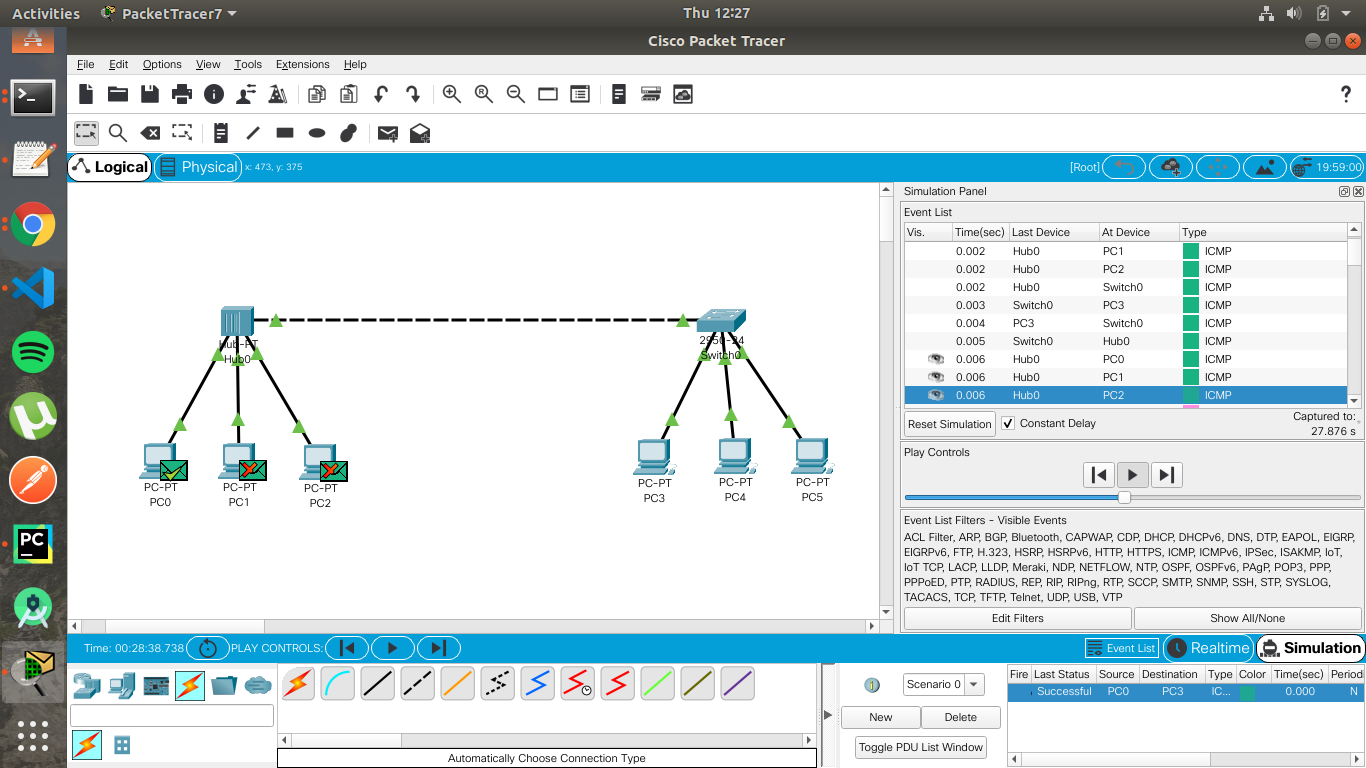 Activities PacketTracer7 Thu 12:27
Cisco Packet Tracer
File Edit Options View Tools Extensions Help
?
Logical Physical x: 473, y: 375 [Root] 19:59:00
Hub-PT
Hub0
2950-24
Switch0
PC-PT
PC0
PC-PT
PC1
PC-PT
PC2
PC-PT
PC3
PC-PT
PC4
PC-PT
PC5
Simulation Panel
Event List
Vis. Time(sec) Last Device At Device Type
0.002 Hub0 PC1 ICMP
0.002 Hub0 PC2 ICMP
0.002 Hub0 Switch0 ICMP
0.003 Switch0 PC3 ICMP
0.004 PC3 Switch0 ICMP
0.005 Switch0 Hub0 ICMP
0.006 Hub0 PC0 ICMP
0.006 Hub0 PC1 ICMP
0.006 Hub0 PC2 ICMP
Reset Simulation Constant Delay Captured to:
27.876 s
Play Controls
Event List Filters - Visible Events
ACL Filter, ARP, BGP, Bluetooth, CAPWAP, CDP, DHCP, DHCPv6, DNS, DTP, EAPOL, EIGRP,
EIGRPv6, FTP, H.323, HSRP, HSRPv6, HTTP, HTTPS, ICMP, ICMPv6, IPSec, ISAKMP, IoT,
IoT TCP, LACP, LLDP, Meraki, NDP, NETFLOW, NTP, OSPF, OSPFv6, PAgP, POP3, PPP,
PPPoED, PTP, RADIUS, REP, RIP, RIPng, RTP, SCCP, SMTP, SNMP, SSH, STP, SYSLOG,
TACACS, TCP, TFTP, Telnet, UDP, USB, VTP
Edit Filters Show All/None
Time: 00:28:38.738 PLAY CONTROLS: Event List Realtime Simulation
Automatically Choose Connection Type
Scenario 0
New Delete
Toggle PDU List Window
Fire Last Status Source Destination Type Color Time(sec) Period
Successful PC0 PC3 IC... 0.000 N
PC